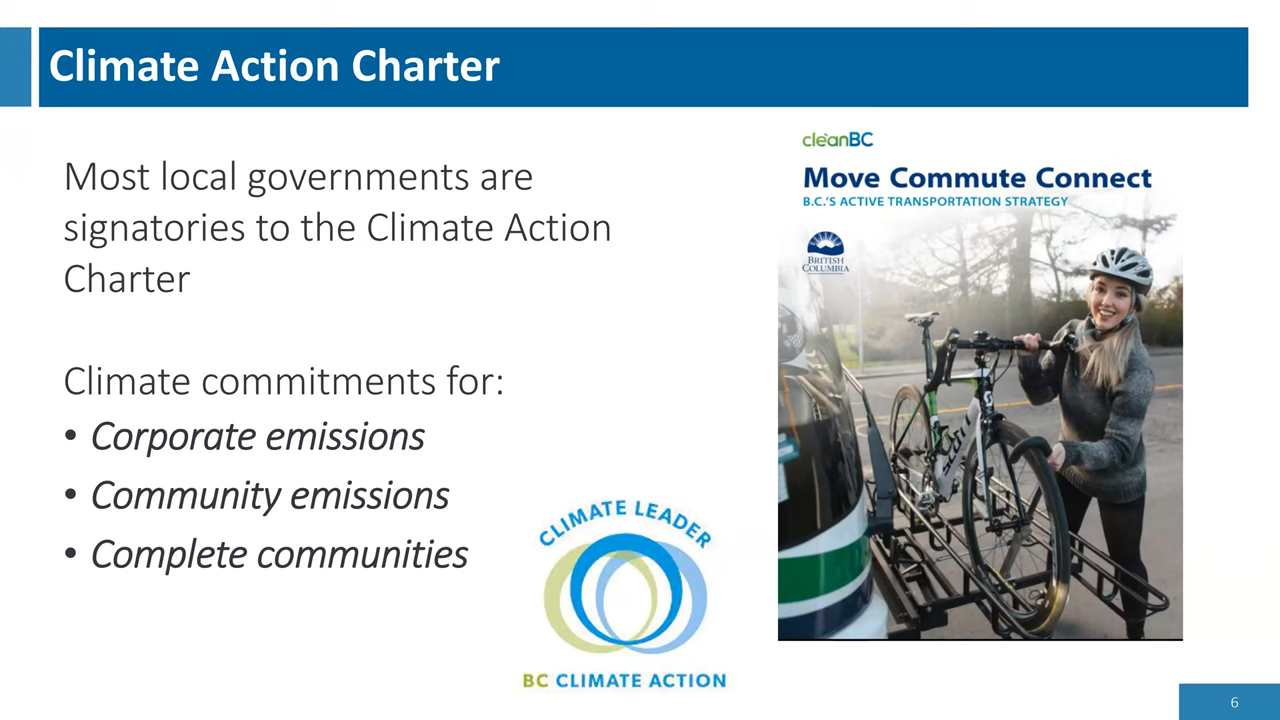 Climate Action Charter
Most local governments are
signatories to the Climate Action
Charter
Climate commitments for:
• Corporate emissions
• Community emissions
• Complete communities
CLIMATE LEADER
BC CLIMATE ACTION
cleanBC
Move Commute Connect
B.C.'S ACTIVE TRANSPORTATION STRATEGY
BRITISH
COLUMBIA
SCOTT
6